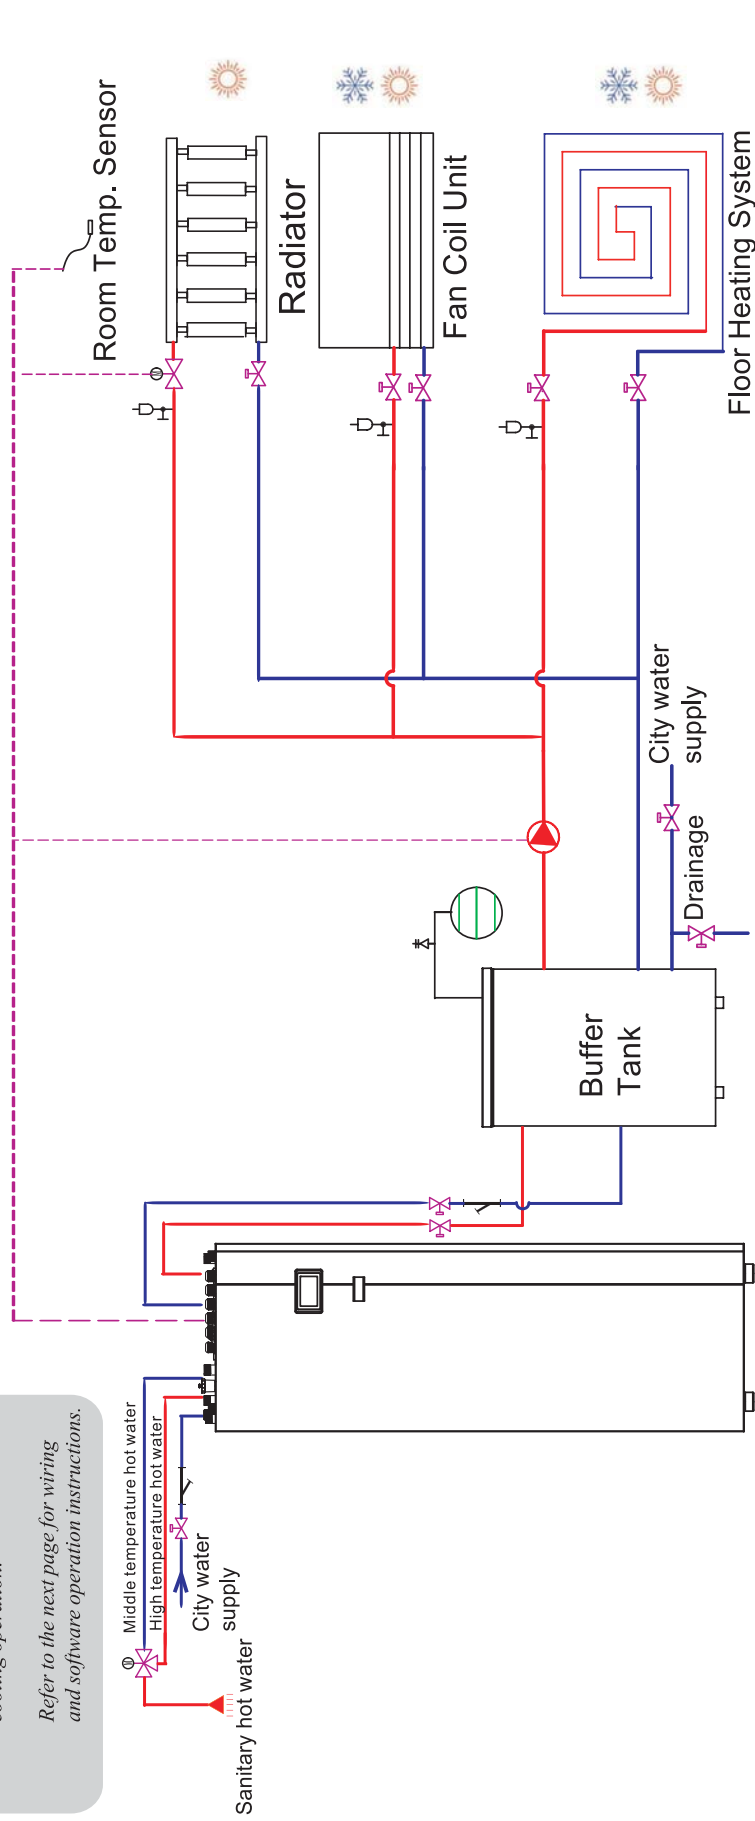 Refer to the next page for wiring
and software operation instructions.
Middle temperature hot water
High temperature hot water
City water
supply
Sanitary hot water
Buffer
Tank
Drainage
City water
supply
Room Temp. Sensor
Radiator
Fan Coil Unit
Floor Heating System